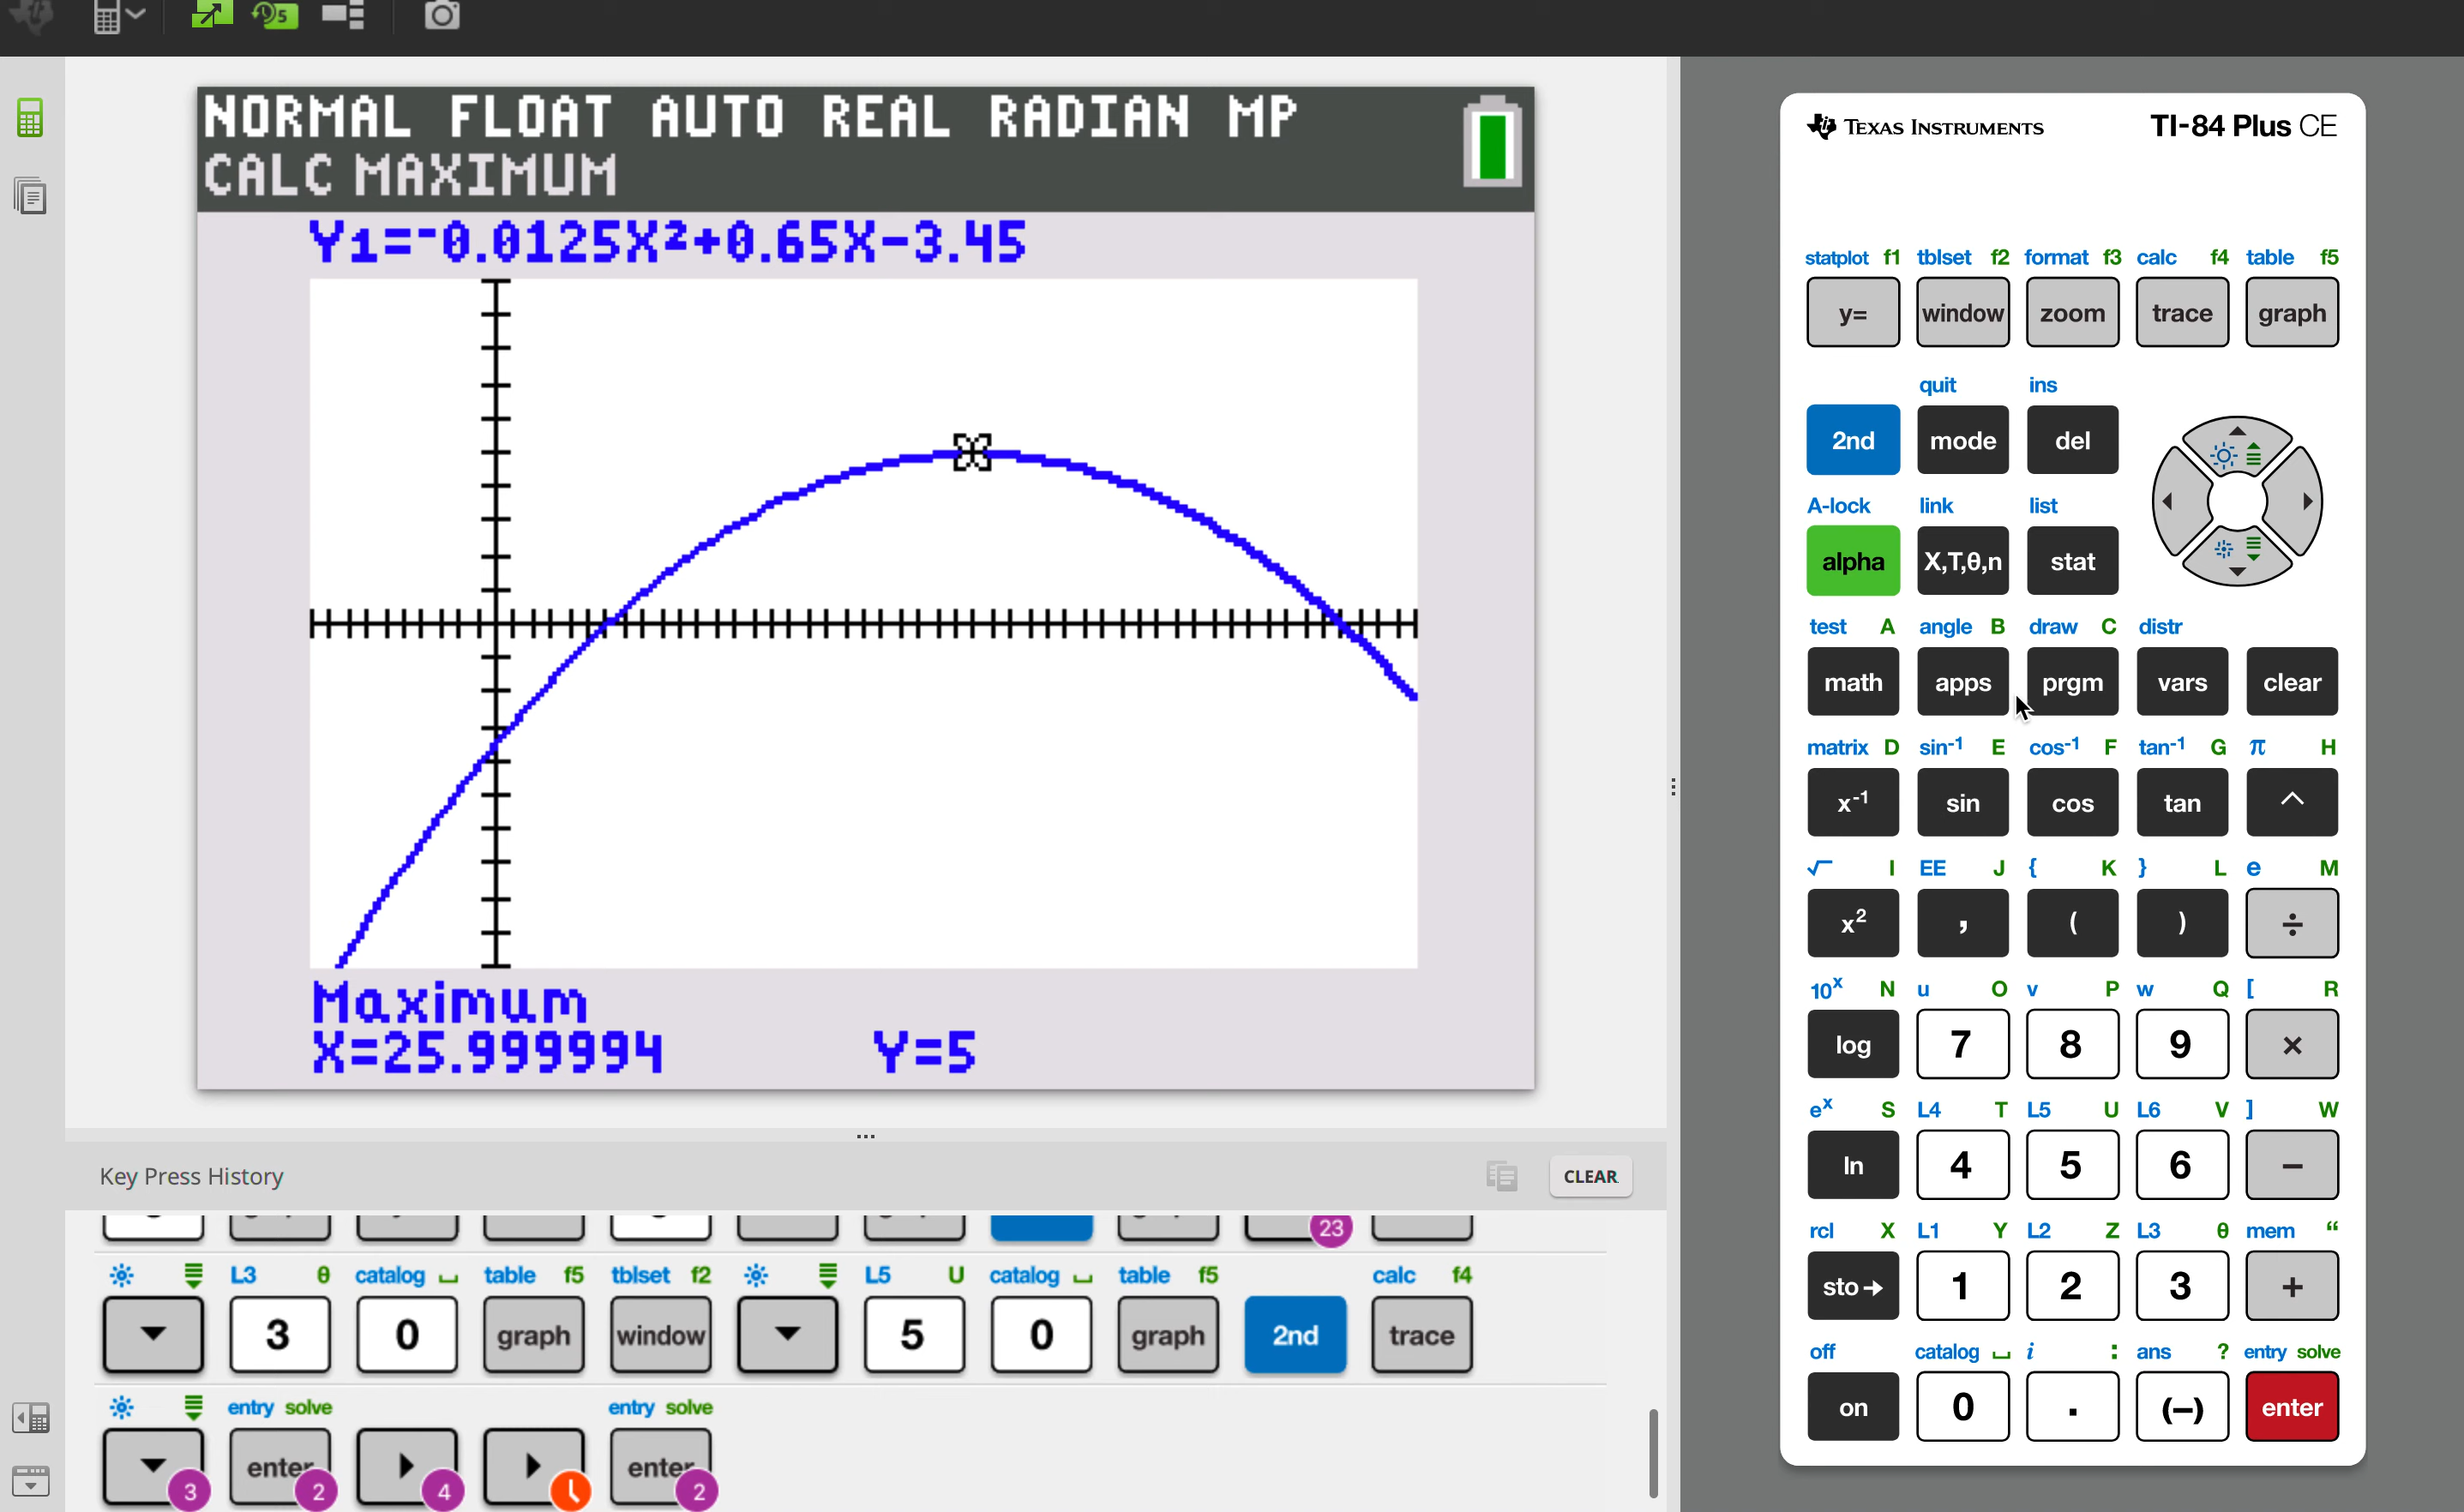 5
NORMAL FLOAT AUTO REAL RADIAN MP
CALC MAXIMUM
Y1=-0.0125X²+0.65X-3.45
Maximum
X=25.999994 Y=5
Key Press History
CLEAR
23
L3 θ catalog table f5 tblset f2 L5 U catalog table f5 calc f4
3 0 graph window 5 0 graph 2nd trace
entry solve entry solve
enter enter
3 2 4 2
TEXAS INSTRUMENTS TI-84 Plus CE
statplot f1 tblset f2 format f3 calc f4 table f5
y= window zoom trace graph
quit ins
2nd mode del
A-lock link list
alpha X,T,θ,n stat
test A angle B draw C distr
math apps prgm vars clear
matrix D sin⁻¹ E cos⁻¹ F tan⁻¹ G π H
x⁻¹ sin cos tan ^
√ I EE J { K } L e M
x² , ( ) ÷
10ˣ N u O v P w Q [ R
log 7 8 9 ×
eˣ S L4 T L5 U L6 V ] W
ln 4 5 6 −
rcl X L1 Y L2 Z L3 θ mem “
sto→ 1 2 3 +
off catalog i : ans ? entry solve
on 0 . (−) enter